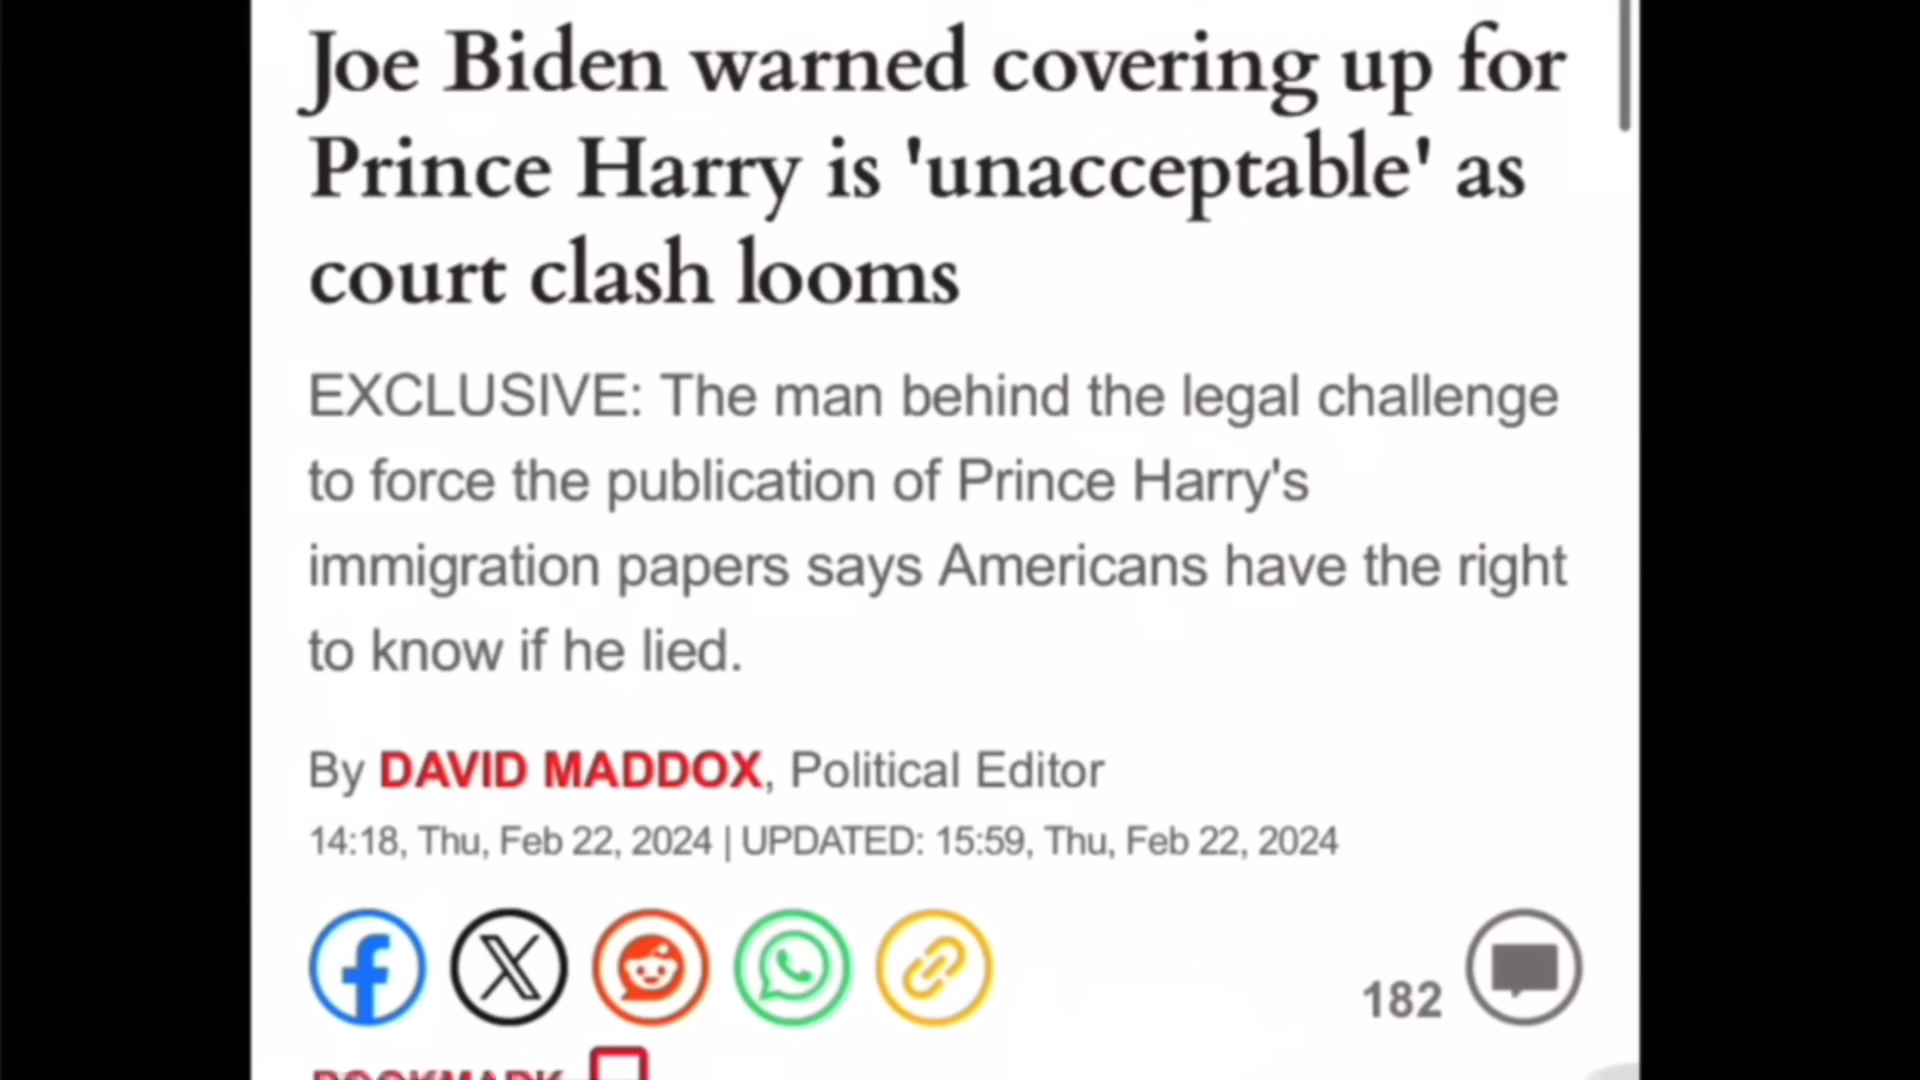 Joe Biden warned covering up for
Prince Harry is 'unacceptable' as
court clash looms
EXCLUSIVE: The man behind the legal challenge
to force the publication of Prince Harry's
immigration papers says Americans have the right
to know if he lied.
By DAVID MADDOX, Political Editor
14:18, Thu, Feb 22, 2024 | UPDATED: 15:59, Thu, Feb 22, 2024
182
BOOKMARK